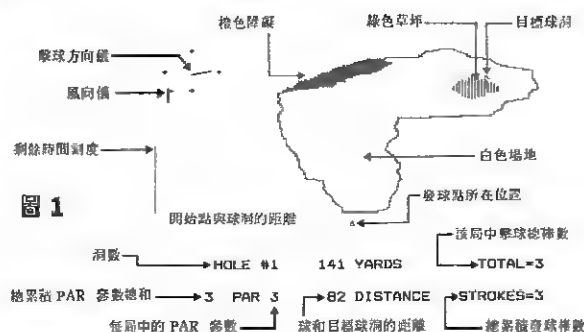 橙色障礙
綠色草坪
目標球洞
擊球方向儀
風向儀
剩餘時間刻度
白色場地
圖1
發球點所在位置
開始點與球洞的距離
該局中擊球總棒數
洞數
HOLE #1 141 YARDS TOTAL=3
總累積 PAR 參數總和 3 PAR 3 82 DISTANCE STROKES=3
每局中的 PAR 參數
球和目標球洞的距離
總累積竟球棒數